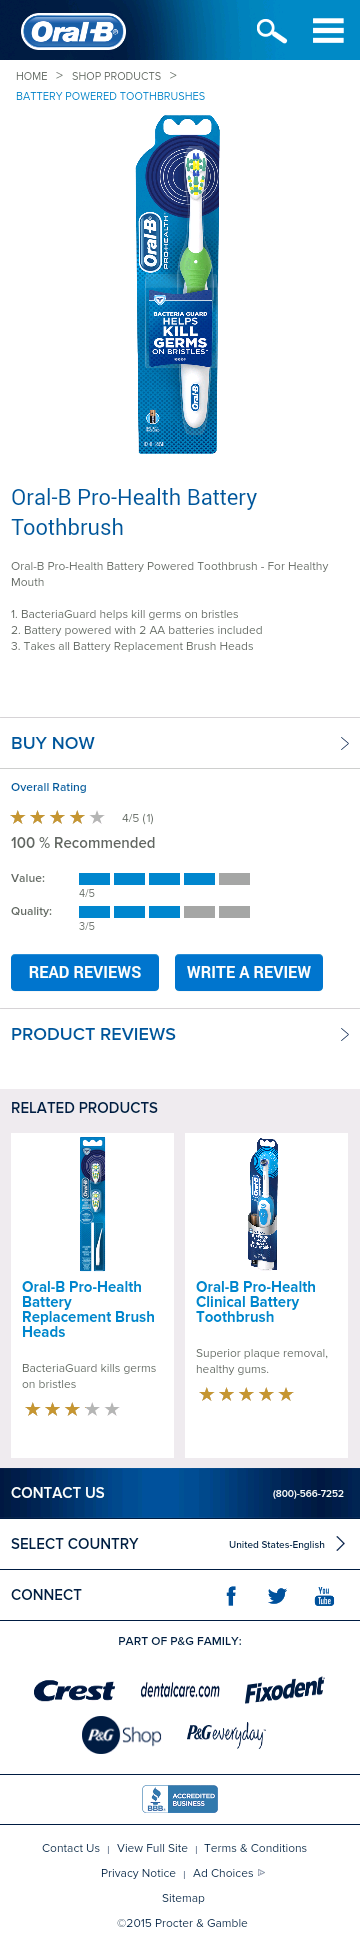 Oral-B
HOME > SHOP PRODUCTS >
BATTERY POWERED TOOTHBRUSHES
Oral-B
PRO-HEALTH
BACTERIA GUARD
HELPS
KILL
GERMS
ON BRISTLES*
Oral-B
Oral-B Pro-Health Battery
Toothbrush
Oral-B Pro-Health Battery Powered Toothbrush - For Healthy
Mouth
1. BacteriaGuard helps kill germs on bristles
2. Battery powered with 2 AA batteries included
3. Takes all Battery Replacement Brush Heads
BUY NOW
Overall Rating
4/5 (1)
100 % Recommended
Value:
4/5
Quality:
3/5
READ REVIEWS WRITE A REVIEW
PRODUCT REVIEWS
RELATED PRODUCTS
Oral-B Pro-Health
Battery
Replacement Brush
Heads
BacteriaGuard kills germs
on bristles
Oral-B Pro-Health
Clinical Battery
Toothbrush
Superior plaque removal,
healthy gums.
CONTACT US (800)-566-7252
SELECT COUNTRY United States-English
CONNECT You Tube
PART OF P&G FAMILY:
Crest dentalcare.com Fixodent
P&G Shop P&G everyday
BBB. ACCREDITED
BUSINESS
Contact Us | View Full Site | Terms & Conditions
Privacy Notice | Ad Choices
Sitemap
©2015 Procter & Gamble